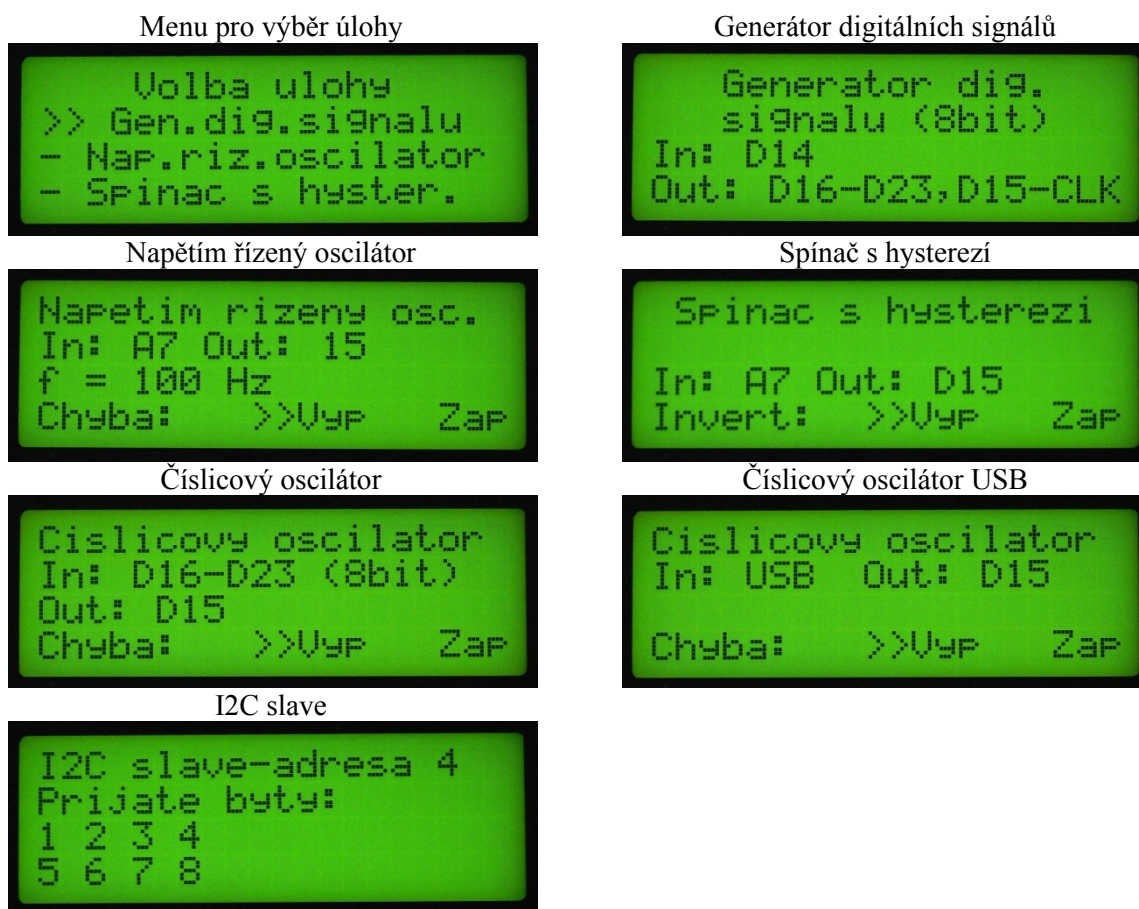 Menu pro výběr úlohy
Volba ulohy
>> Gen.dig.signalu
- Nap.riz.oscilator
- Spinac s hyster.
Generátor digitálních signálů
Generator dig.
signalu (8bit)
In: D14
Out: D16-D23,D15-CLK
Napětím řízený oscilátor
Napetim rizeny osc.
In: A7 Out: 15
f = 100 Hz
Chyba: >>Vyp Zap
Spínač s hysterezí
Spinac s hysterezi
In: A7 Out: D15
Invert: >>Vyp Zap
Číslicový oscilátor
Cislicovy oscilator
In: D16-D23 (8bit)
Out: D15
Chyba: >>Vyp Zap
Číslicový oscilátor USB
Cislicovy oscilator
In: USB Out: D15
Chyba: >>Vyp Zap
I2C slave
I2C slave-adresa 4
Prijate byty:
1 2 3 4
5 6 7 8